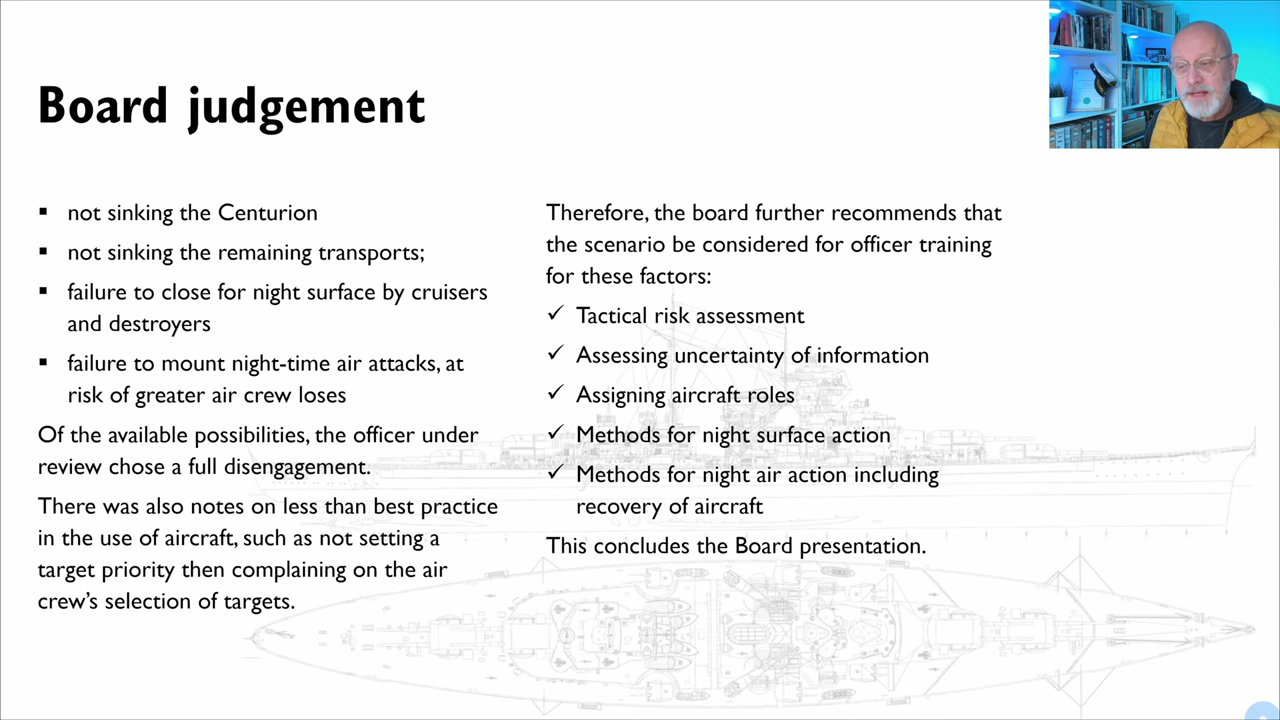 Board judgement
▪ not sinking the Centurion
▪ not sinking the remaining transports;
▪ failure to close for night surface by cruisers
and destroyers
▪ failure to mount night-time air attacks, at
risk of greater air crew loses
Of the available possibilities, the officer under
review chose a full disengagement.
There was also notes on less than best practice
in the use of aircraft, such as not setting a
target priority then complaining on the air
crew’s selection of targets.
Therefore, the board further recommends that
the scenario be considered for officer training
for these factors:
✓ Tactical risk assessment
✓ Assessing uncertainty of information
✓ Assigning aircraft roles
✓ Methods for night surface action
✓ Methods for night air action including
recovery of aircraft
This concludes the Board presentation.